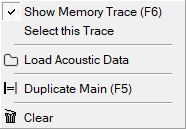 Show Memory Trace (F6)
Select this Trace
Load Acoustic Data
Duplicate Main (F5)
Clear